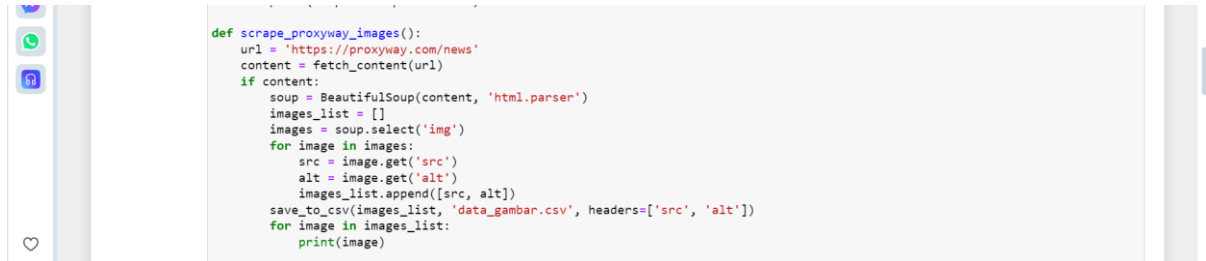 def scrape_proxyway_images():
    url = 'https://proxyway.com/news'
    content = fetch_content(url)
    if content:
        soup = BeautifulSoup(content, 'html.parser')
        images_list = []
        images = soup.select('img')
        for image in images:
            src = image.get('src')
            alt = image.get('alt')
            images_list.append([src, alt])
        save_to_csv(images_list, 'data_gambar.csv', headers=['src', 'alt'])
        for image in images_list:
            print(image)